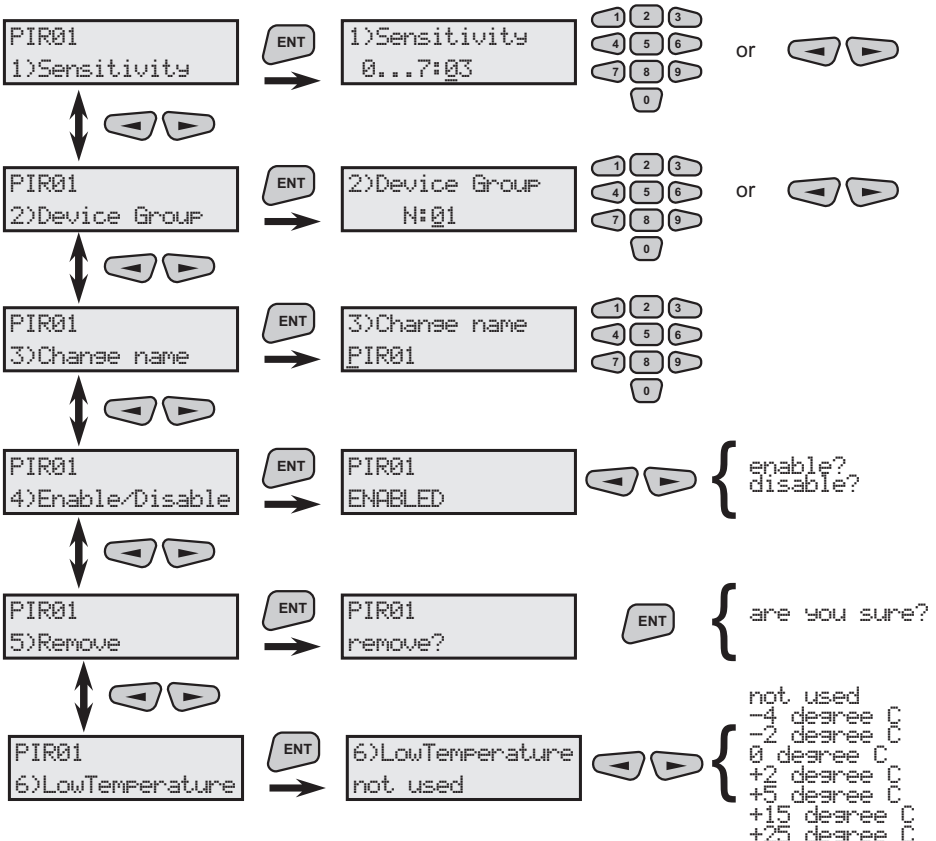 PIR01
1)Sensitivity
ENT
1)Sensitivity
0...7:03
1 2 3
4 5 6
7 8 9
0
or
PIR01
2)Device Group
ENT
2)Device Group
N:01
1 2 3
4 5 6
7 8 9
0
or
PIR01
3)Change name
ENT
3)Change name
PIR01
1 2 3
4 5 6
7 8 9
0
PIR01
4)Enable/Disable
ENT
PIR01
ENABLED
enable?
disable?
PIR01
5)Remove
ENT
PIR01
remove?
ENT
are you sure?
PIR01
6)LowTemperature
ENT
6)LowTemperature
not used
not used
-4 degree C
-2 degree C
0 degree C
+2 degree C
+5 degree C
+15 degree C
+25 degree C